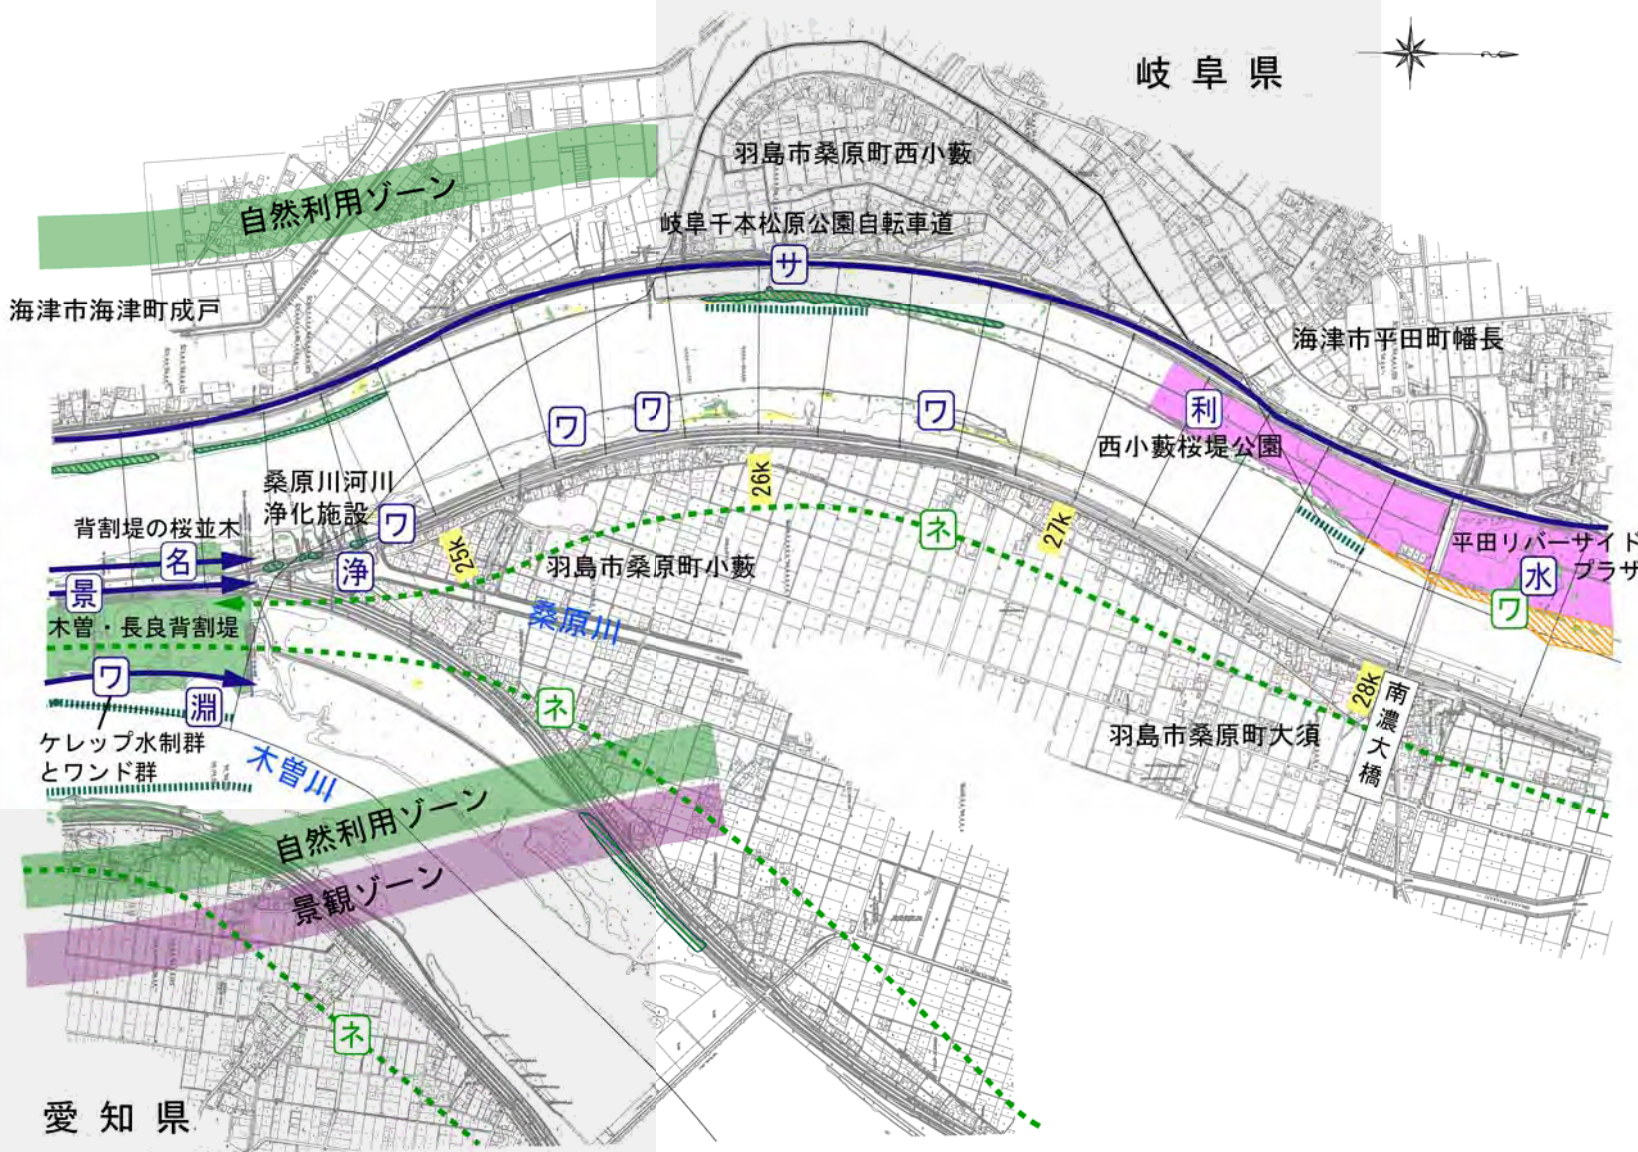 岐阜県
羽島市桑原町西小藪
自然利用ゾーン
岐阜千本松原公園自転車道
サ
海津市海津町成戸
海津市平田町幡長
利
ワ
ワ
ワ
西小藪桜堤公園
桑原川河川
浄化施設
ワ
26k
27k
ネ
背割堤の桜並木
名
25k
浄
羽島市桑原町小藪
平田リバーサイド
プラザ
水
ワ
景
木曽・長良背割堤
桑原川
ワ
淵
ネ
28k
南濃大橋
羽島市桑原町大須
ケレップ水制群
とワンド群
木曽川
自然利用ゾーン
景観ゾーン
ネ
愛知県